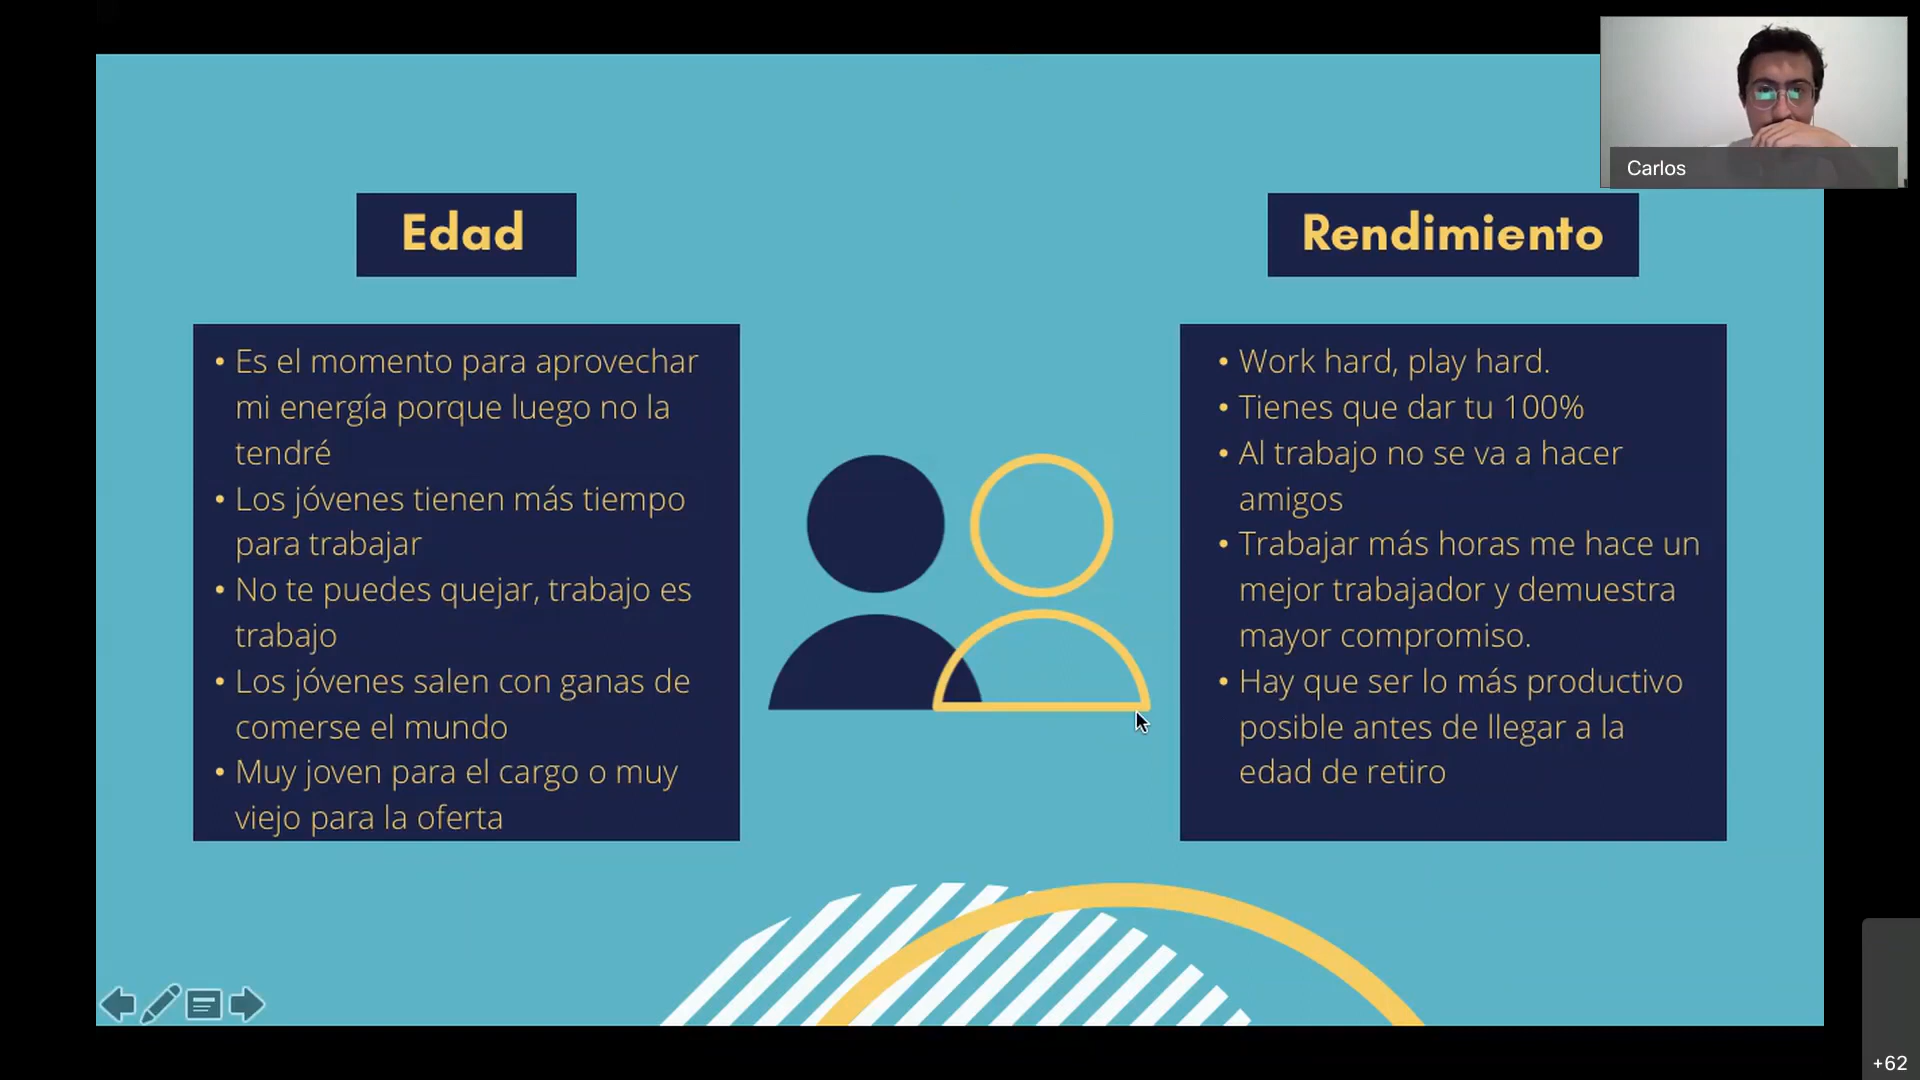 Carlos
Edad
Rendimiento
• Es el momento para aprovechar
mi energía porque luego no la
tendré
• Los jóvenes tienen más tiempo
para trabajar
• No te puedes quejar, trabajo es
trabajo
• Los jóvenes salen con ganas de
comerse el mundo
• Muy joven para el cargo o muy
viejo para la oferta
• Work hard, play hard.
• Tienes que dar tu 100%
• Al trabajo no se va a hacer
amigos
• Trabajar más horas me hace un
mejor trabajador y demuestra
mayor compromiso.
• Hay que ser lo más productivo
posible antes de llegar a la
edad de retiro
+62